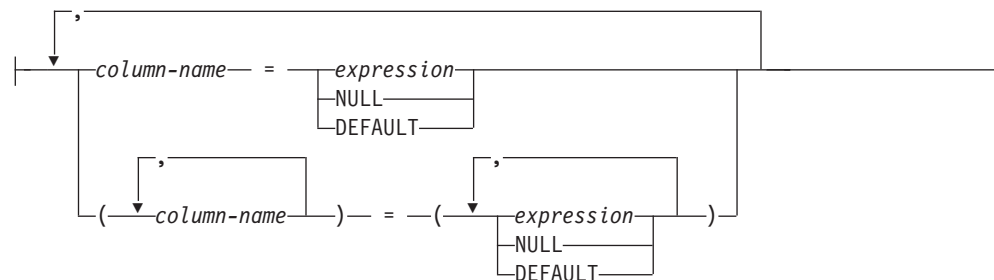 ,
column-name = expression
NULL
DEFAULT
, ,
( column-name ) = ( expression )
NULL
DEFAULT